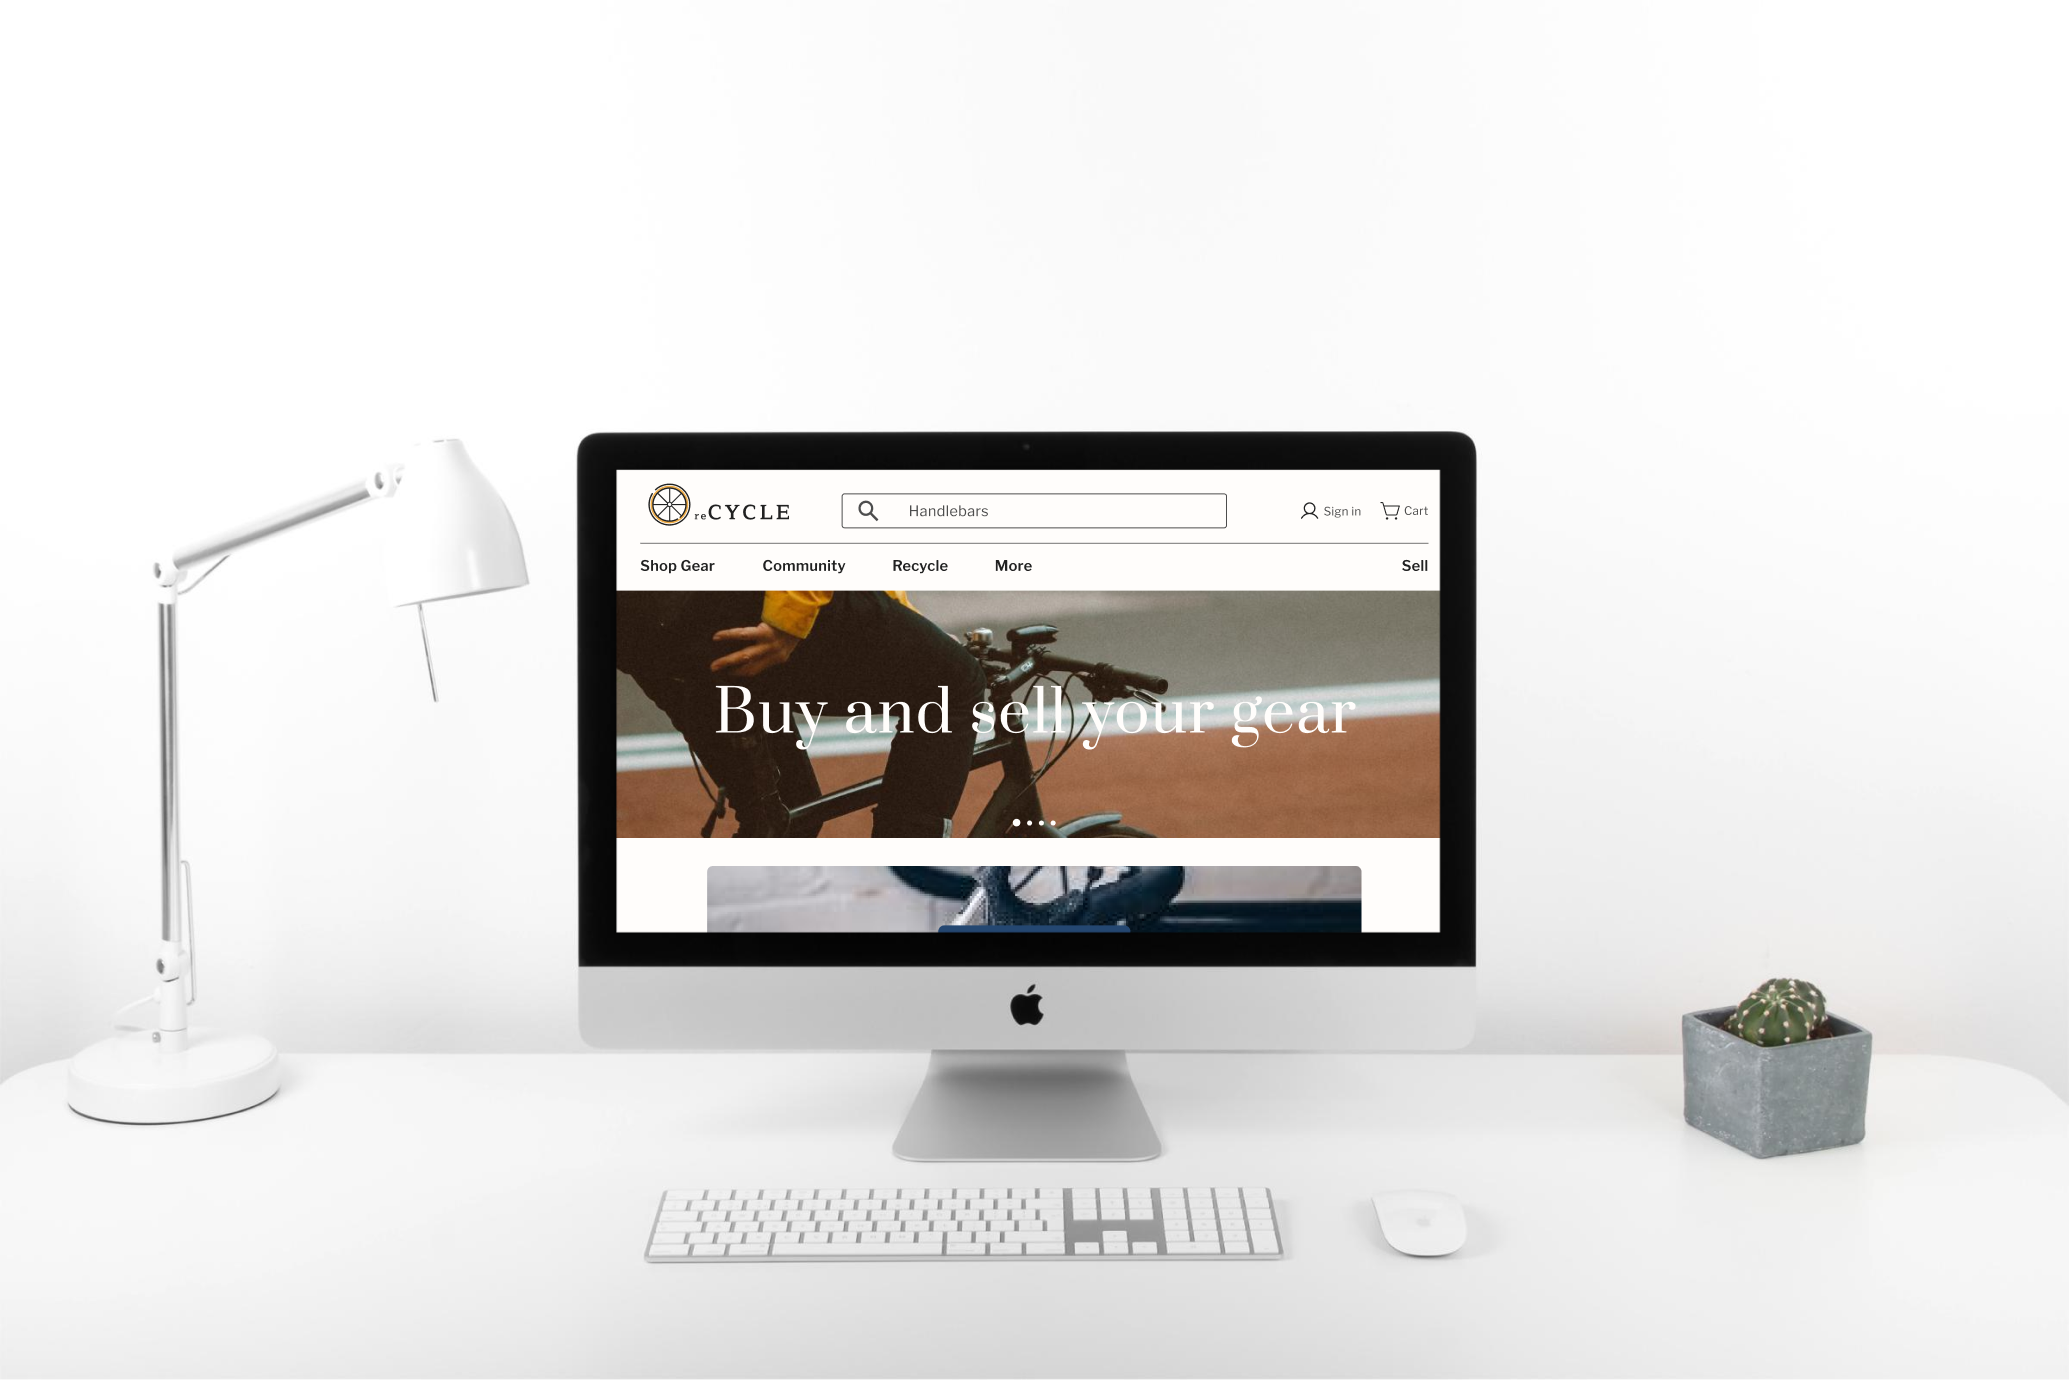 reCYCLE
Handlebars
Sign in
Cart
Shop Gear
Community
Recycle
More
Sell
Buy and sell your gear